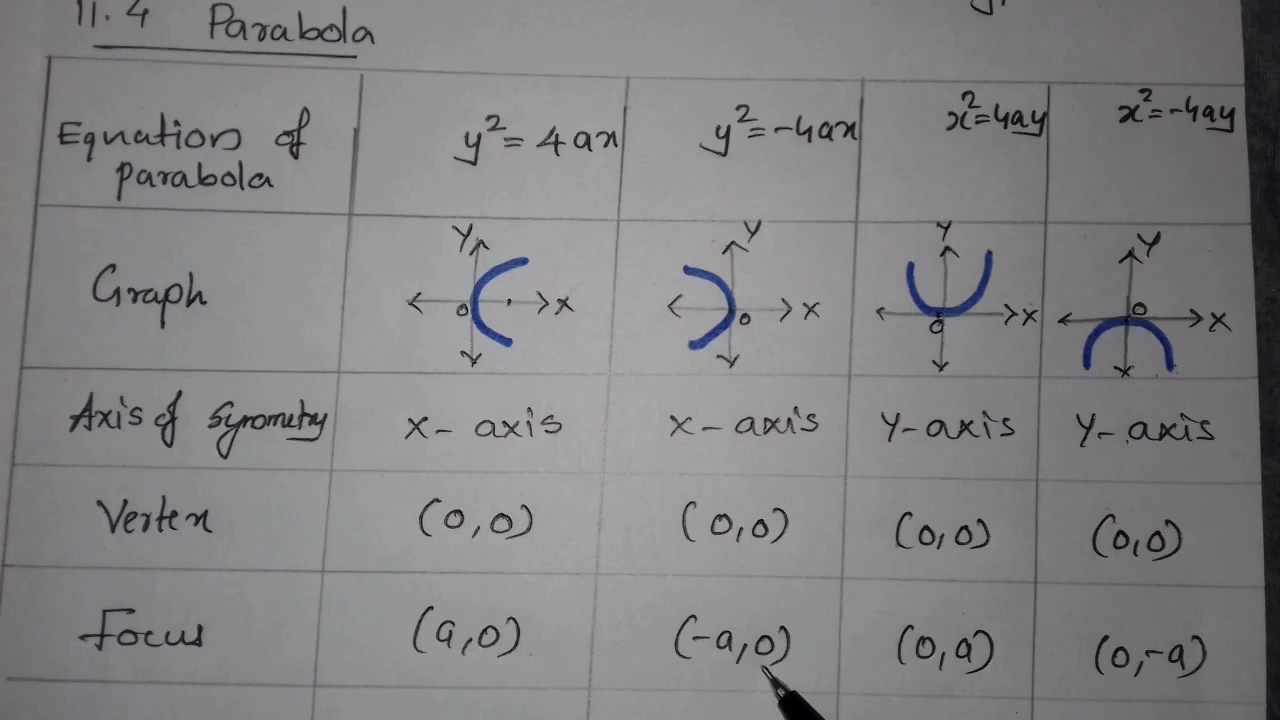 11.4 Parabola
Equation of parabola y²= 4ax y²=-4ax x²=4ay x²=-4ay
Graph
Y Y Y Y
O X O X O X O X
Axis of Symmetry X- axis X- axis Y-axis Y- axis
Vertex (0,0) (0,0) (0,0) (0,0)
Focus (a,0) (-a,0) (0,a) (0,-a)